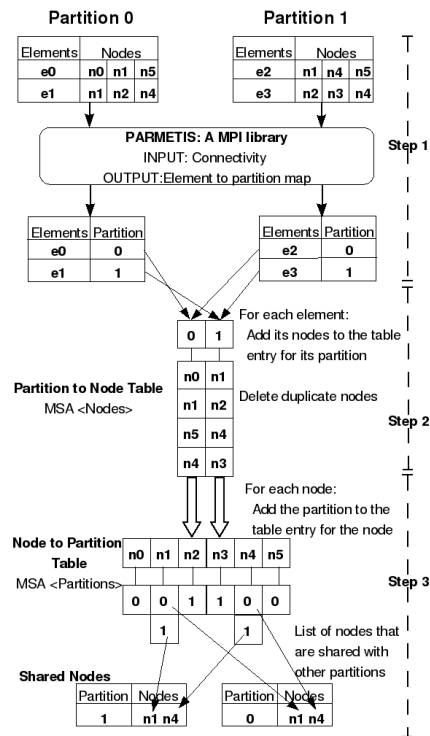 Partition 0 Partition 1
Elements Nodes Elements Nodes
e0 n0 n1 n5 e2 n1 n4 n5
e1 n1 n2 n4 e3 n2 n3 n4
PARMETIS: A MPI library
INPUT: Connectivity
OUTPUT:Element to partition map
Step 1
Elements Partition Elements Partition
e0 0 e2 0
e1 1 e3 1
For each element:
Add its nodes to the table
entry for its partition
0 1
n0 n1
n1 n2
n5 n4
n4 n3
Partition to Node Table
MSA <Nodes>
Delete duplicate nodes
Step 2
For each node:
Add the partition to the
table entry for the node
Node to Partition
Table
MSA <Partitions>
n0 n1 n2 n3 n4 n5
0 0 1 1 0 0
1 1
Step 3
List of nodes that
are shared with
other partitions
Shared Nodes
Partition Nodes Partition Nodes
1 n1 n4 0 n1 n4